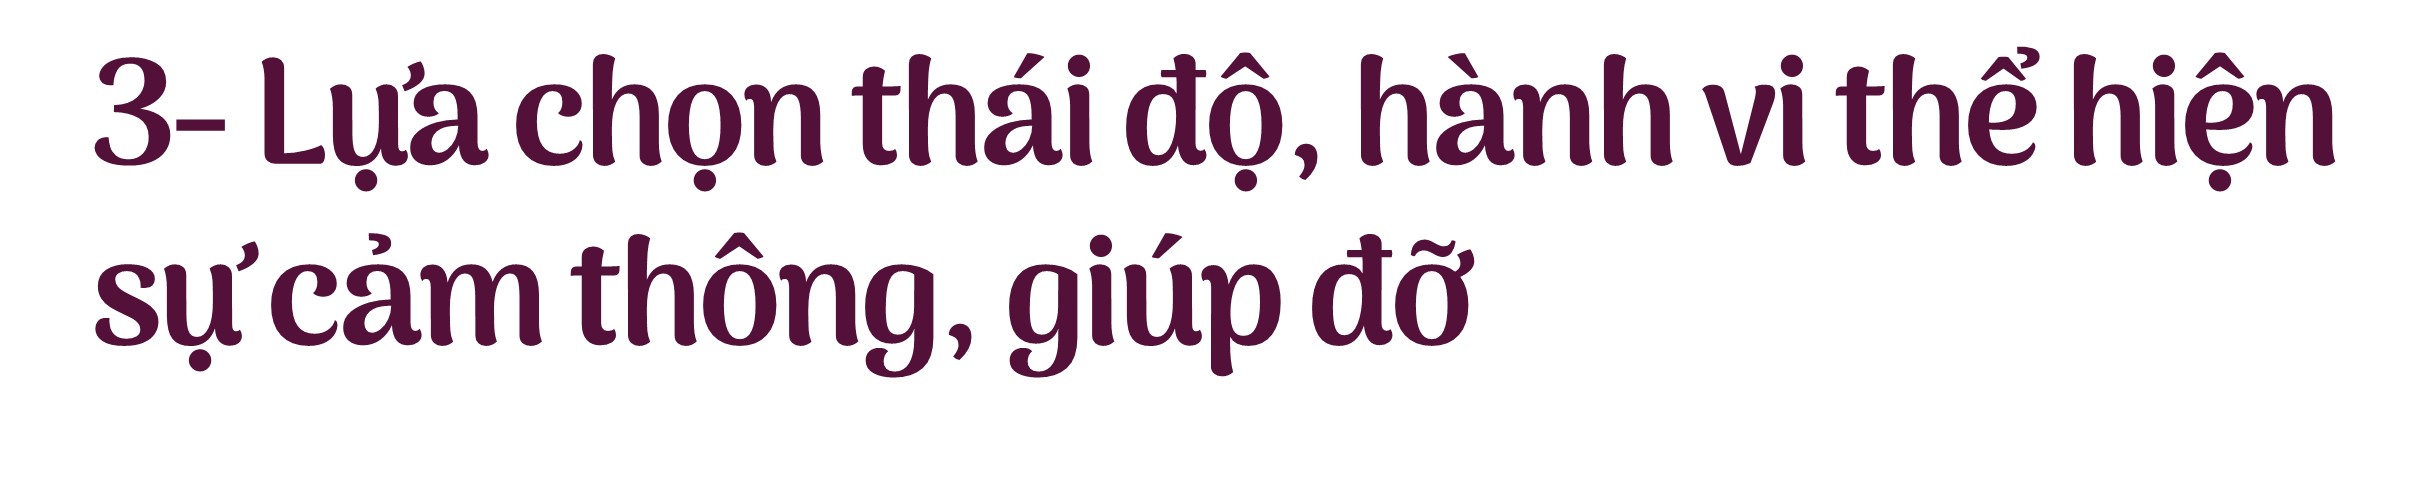 3- Lựa chọn thái độ, hành vi thể hiện
sự cảm thông, giúp đỡ